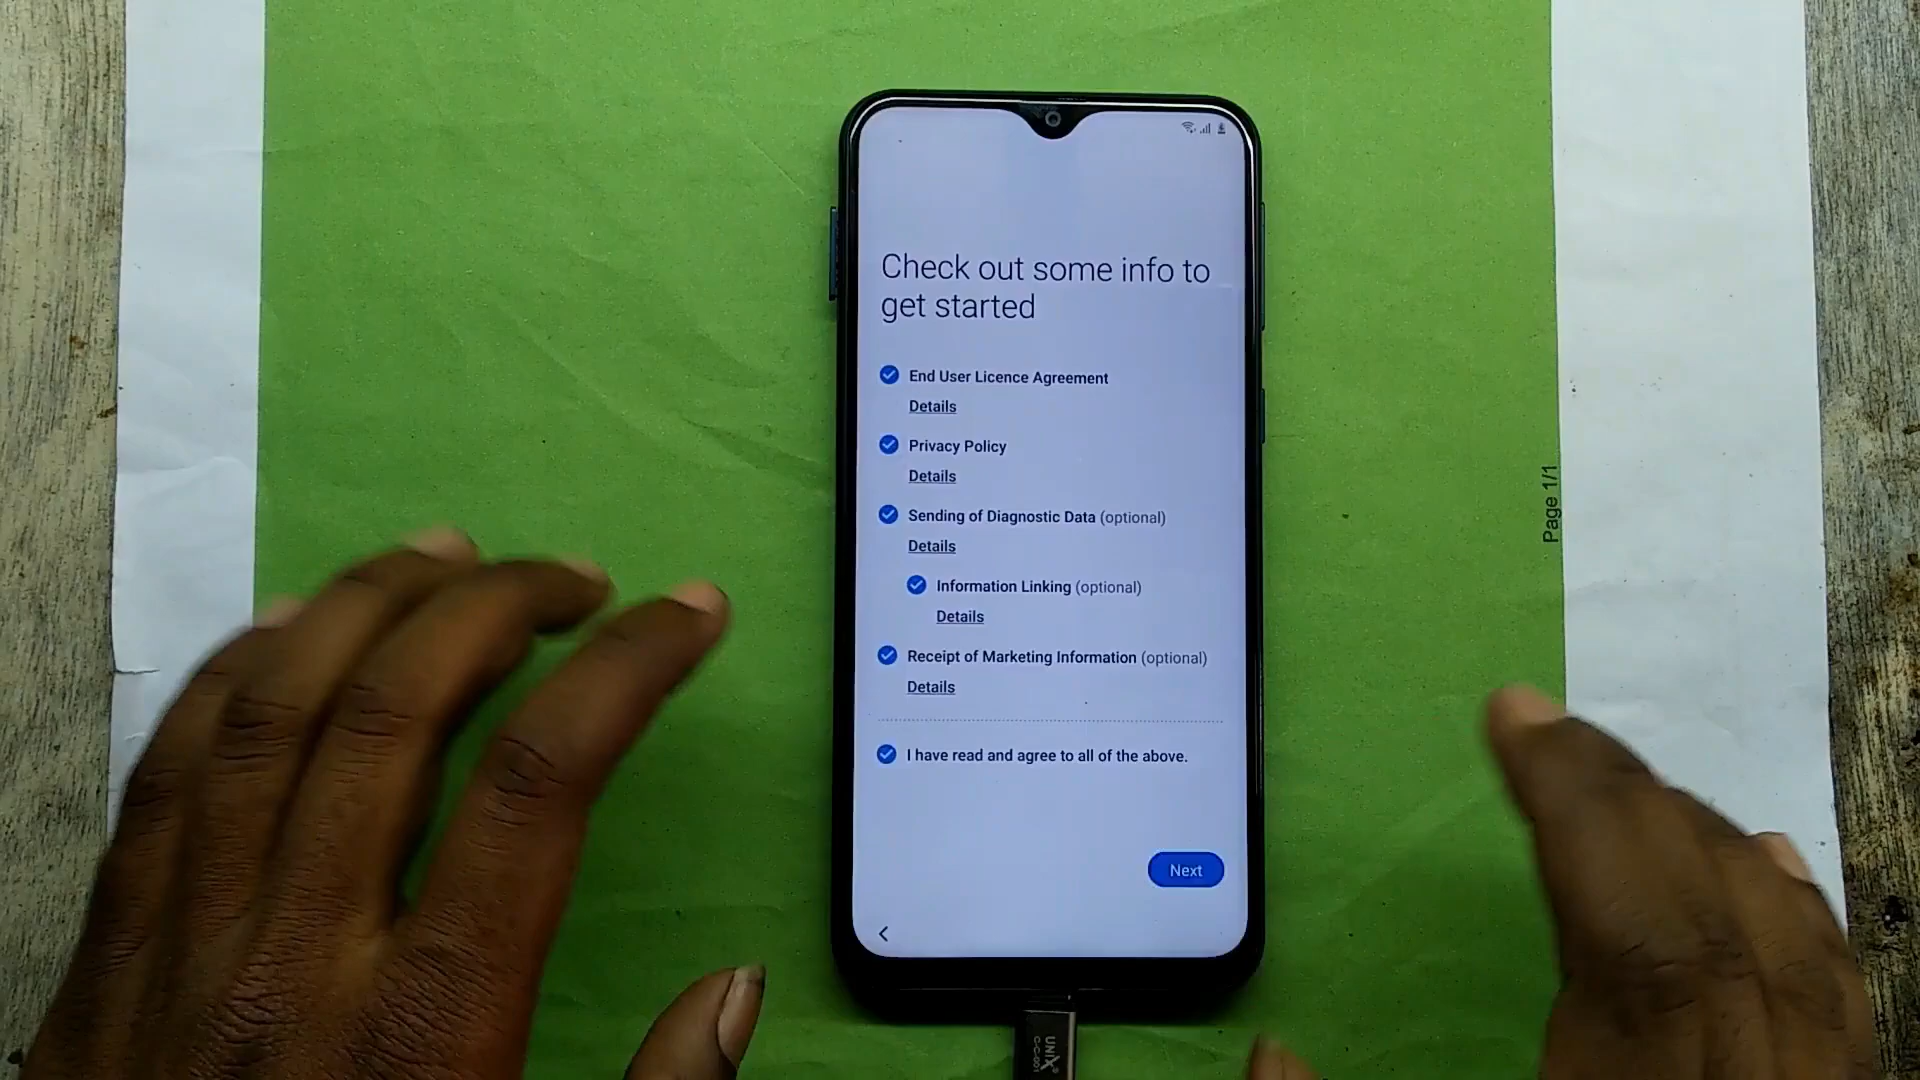 Check out some info to
get started
End User Licence Agreement
Details
Privacy Policy
Details
Sending of Diagnostic Data (optional)
Details
Information Linking (optional)
Details
Receipt of Marketing Information (optional)
Details
I have read and agree to all of the above.
Next
Page 1/1
UNIX